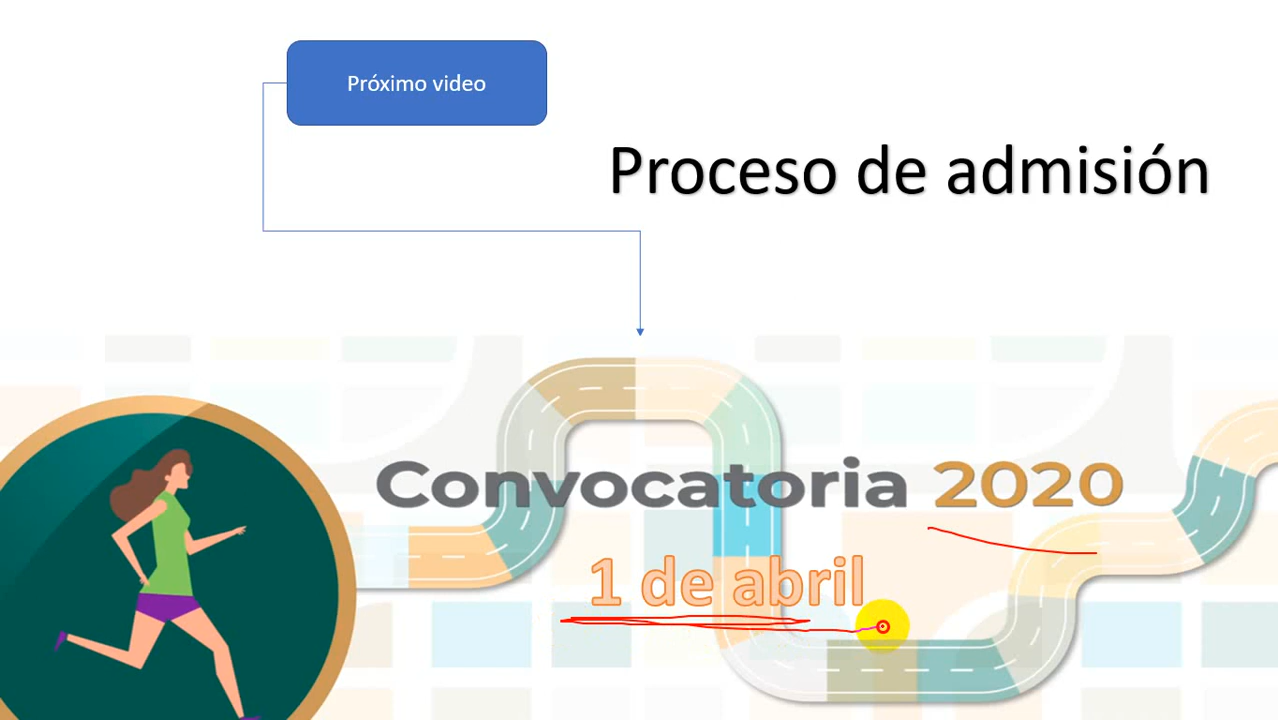 Próximo video
Proceso de admisión
Convocatoria 2020
1 de abril